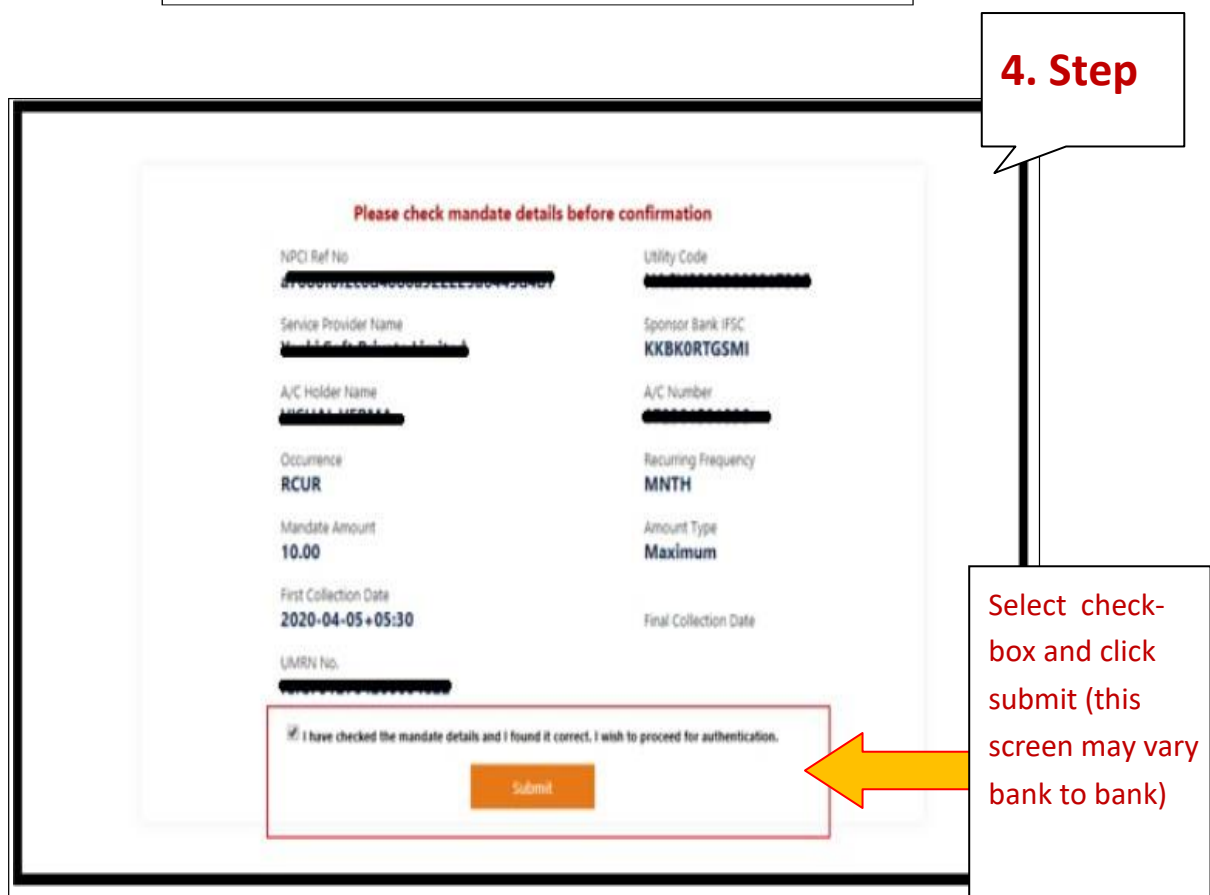 4. Step
Please check mandate details before confirmation
NPCI Ref No
Utility Code
Service Provider Name
Sponsor Bank IFSC
KKBK0RTGSMI
A/C Holder Name
A/C Number
Occurrence
RCUR
Recurring Frequency
MNTH
Mandate Amount
10.00
Amount Type
Maximum
First Collection Date
2020-04-05+05:30
Final Collection Date
UMRN No.
I have checked the mandate details and I found it correct. I wish to proceed for authentication.
Submit
Select check-
box and click
submit (this
screen may vary
bank to bank)